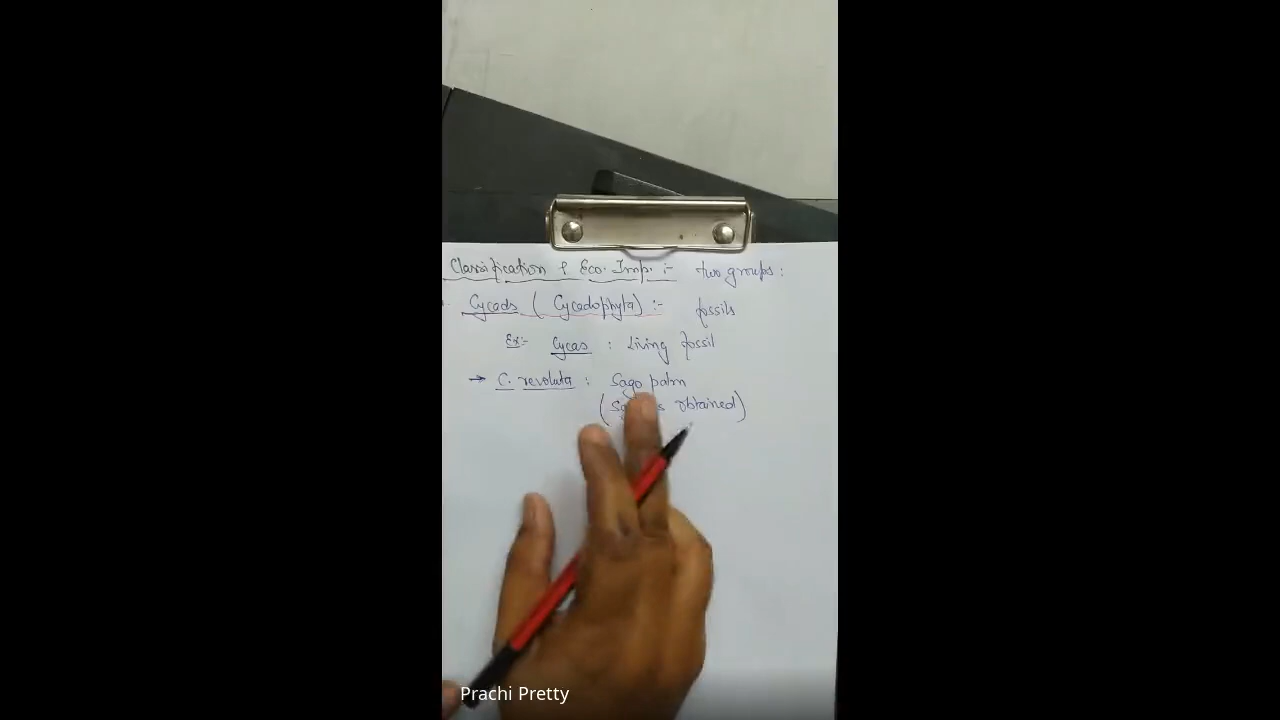 Classification & Eco. Imp. :- two groups :
Cycads ( Cycadophyta) :- fossils
Ex:- Cycas : Living fossil
→ C. revoluta : Sago palm
( obtained)
Prachi Pretty